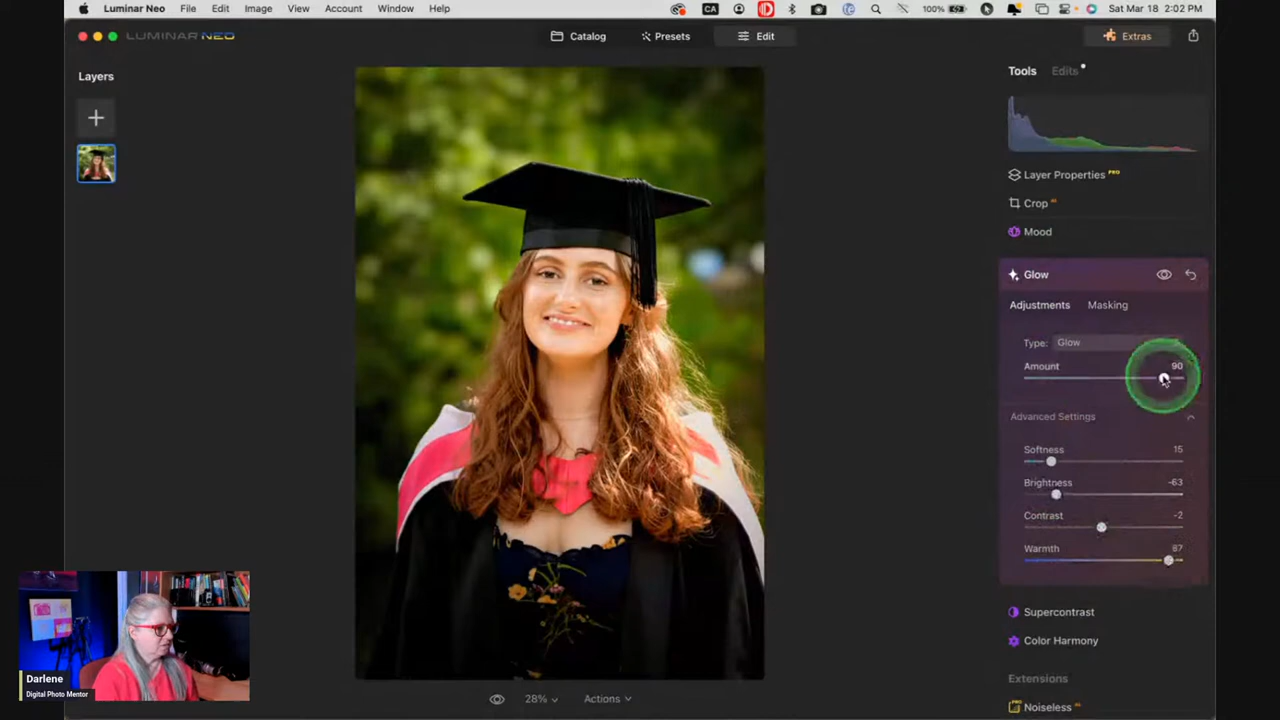 Luminar Neo File Edit Image View Account Window Help CA 100% Sat Mar 18 2:02 PM
LUMINAR NEO Catalog Presets Edit Extras
Layers
Tools Edits
Layer Properties PRO
Crop
Mood
Glow
Adjustments Masking
Type: Glow
Amount 90
Advanced Settings
Softness 15
Brightness -63
Contrast -2
Warmth 87
Supercontrast
Color Harmony
Extensions
Noiseless
28% Actions
Darlene
Digital Photo Mentor